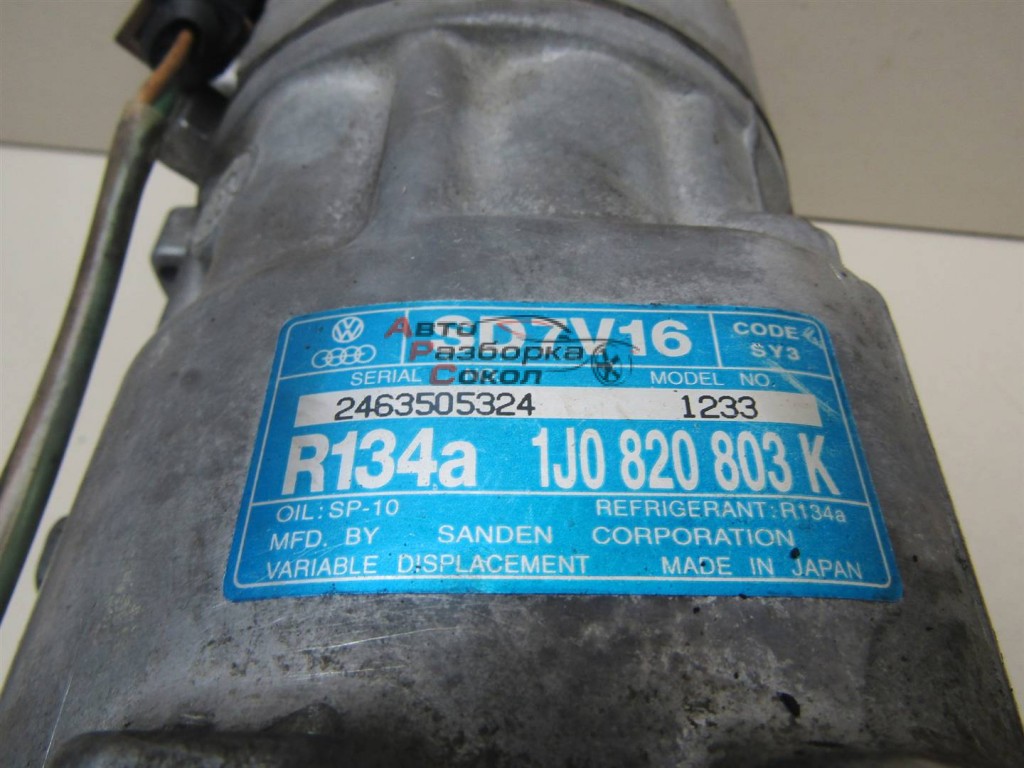 SD7V16
CODE
SY3
Авто
Разборка
Сокол
SERIAL
MODEL NO.
2463505324 1233
R134a 1J0 820 803 K
OIL: SP-10 REFRIGERANT: R134a
MFD. BY SANDEN CORPORATION
VARIABLE DISPLACEMENT MADE IN JAPAN